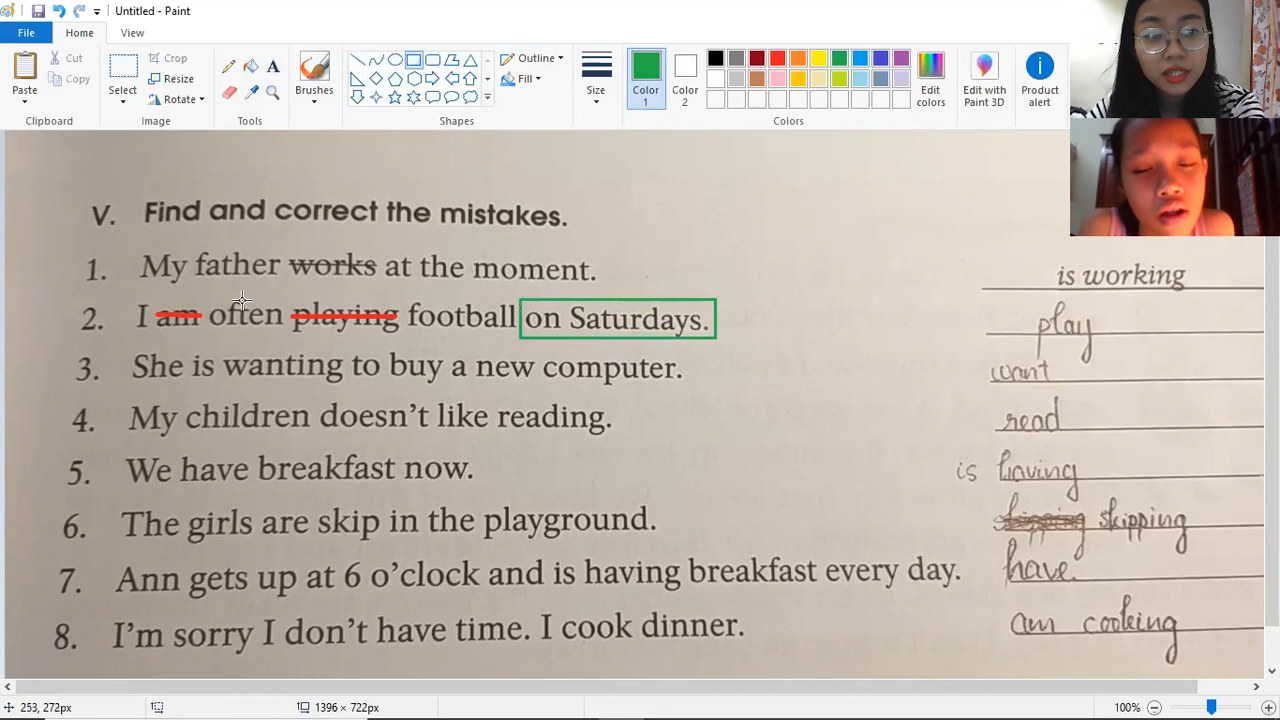 Untitled - Paint
File Home View
Paste Cut Copy Clipboard
Select Crop Resize Rotate Image
Tools
Brushes
Outline Fill Shapes
Size
Color 1 Color 2 Edit colors Colors
Edit with Paint 3D
Product alert
V. Find and correct the mistakes.
1. My father works at the moment. is working
2. I am often playing football on Saturdays. play
3. She is wanting to buy a new computer. want
4. My children doesn't like reading. read
5. We have breakfast now. is having
6. The girls are skip in the playground. skipping
7. Ann gets up at 6 o'clock and is having breakfast every day. have.
8. I'm sorry I don't have time. I cook dinner. am cooking
253, 272px 1396 × 722px 100%